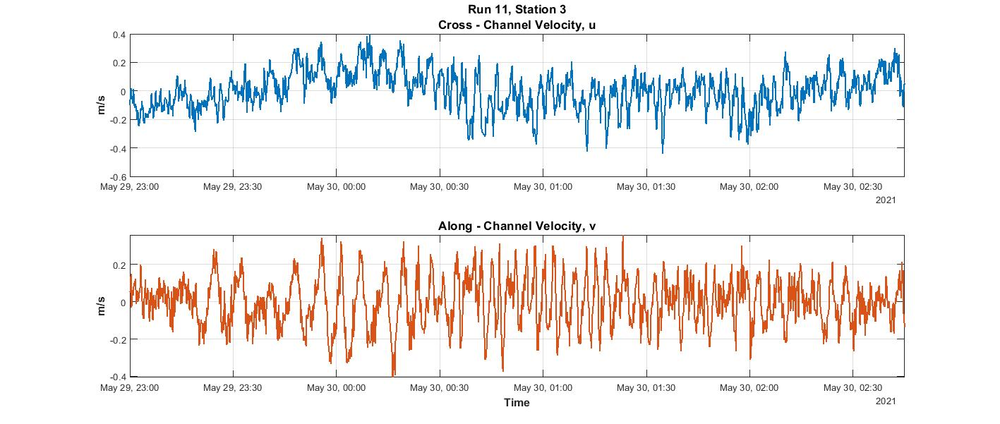 Run 11, Station 3
Cross - Channel Velocity, u
0.4
0.2
0
-0.2
-0.4
-0.6
m/s
May 29, 23:00 May 29, 23:30 May 30, 00:00 May 30, 00:30 May 30, 01:00 May 30, 01:30 May 30, 02:00 May 30, 02:30
2021
Along - Channel Velocity, v
0.2
0
-0.2
-0.4
m/s
May 29, 23:00 May 29, 23:30 May 30, 00:00 May 30, 00:30 May 30, 01:00 May 30, 01:30 May 30, 02:00 May 30, 02:30
Time
2021